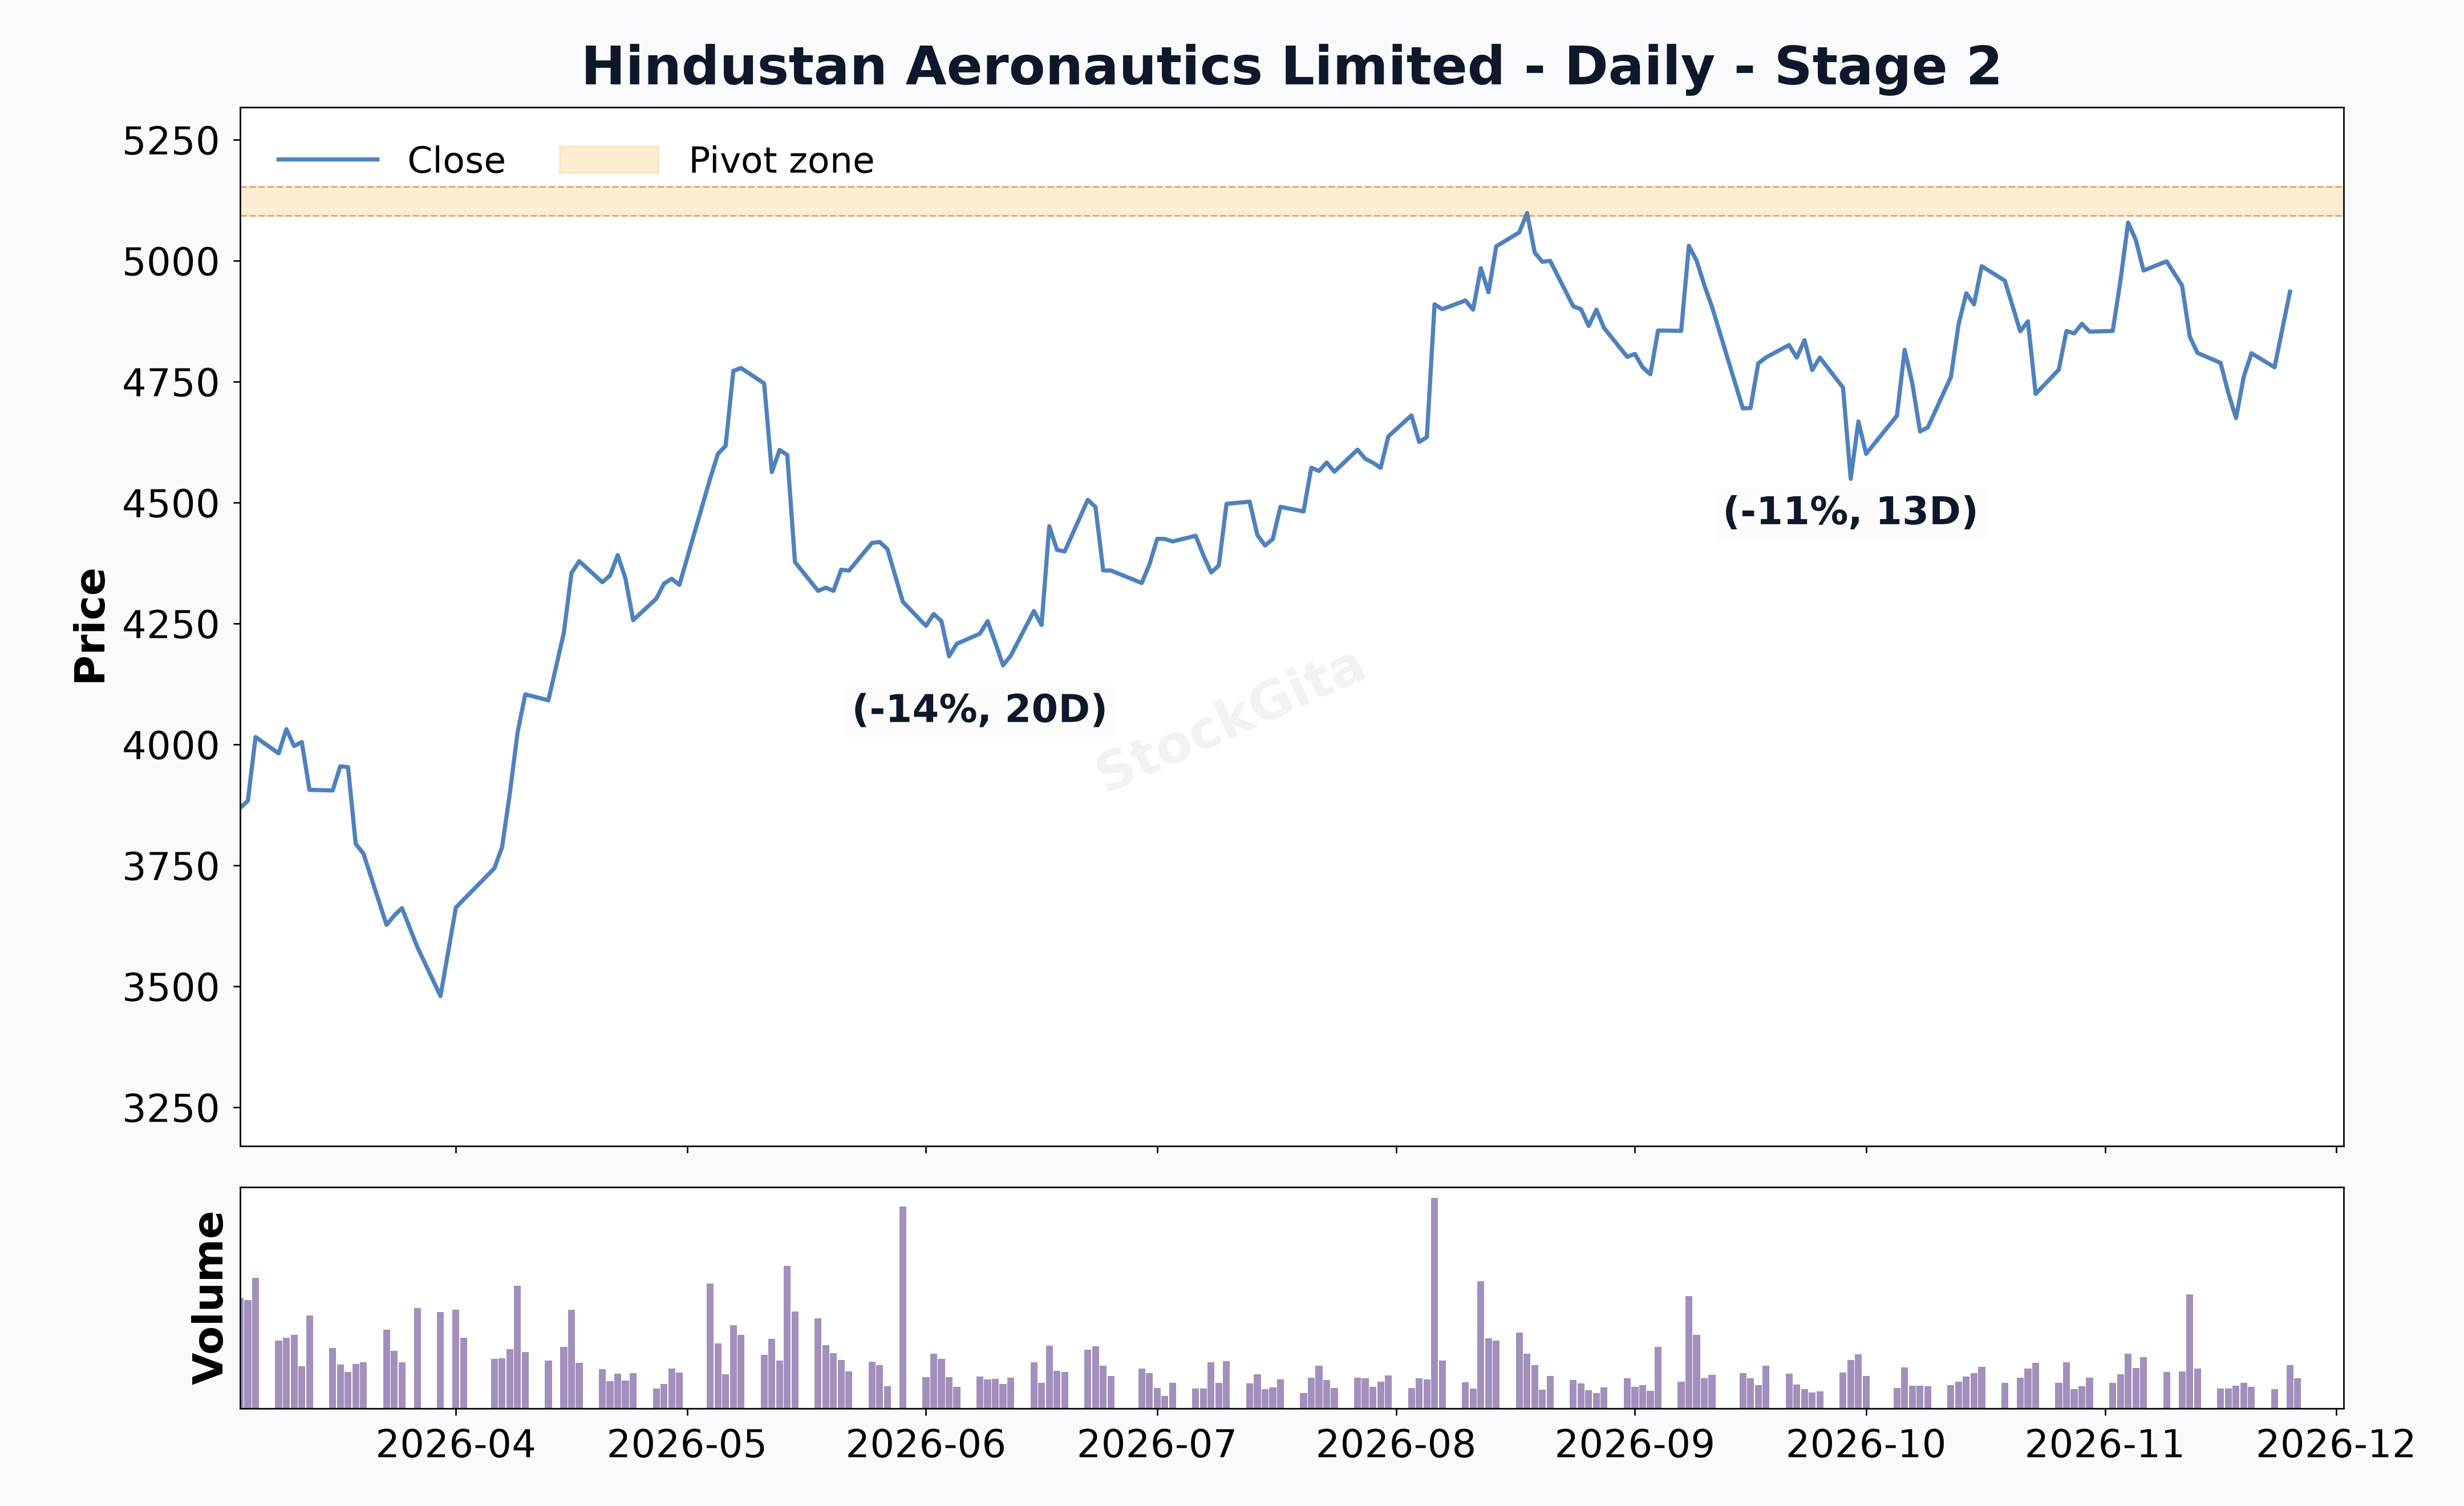 Hindustan Aeronautics Limited - Daily - Stage 2
Close
Pivot zone
5250
5000
4750
4500
4250
4000
3750
3500
3250
Price
(-11%, 13D)
(-14%, 20D)
StockGita
Volume
2026-04
2026-05
2026-06
2026-07
2026-08
2026-09
2026-10
2026-11
2026-12